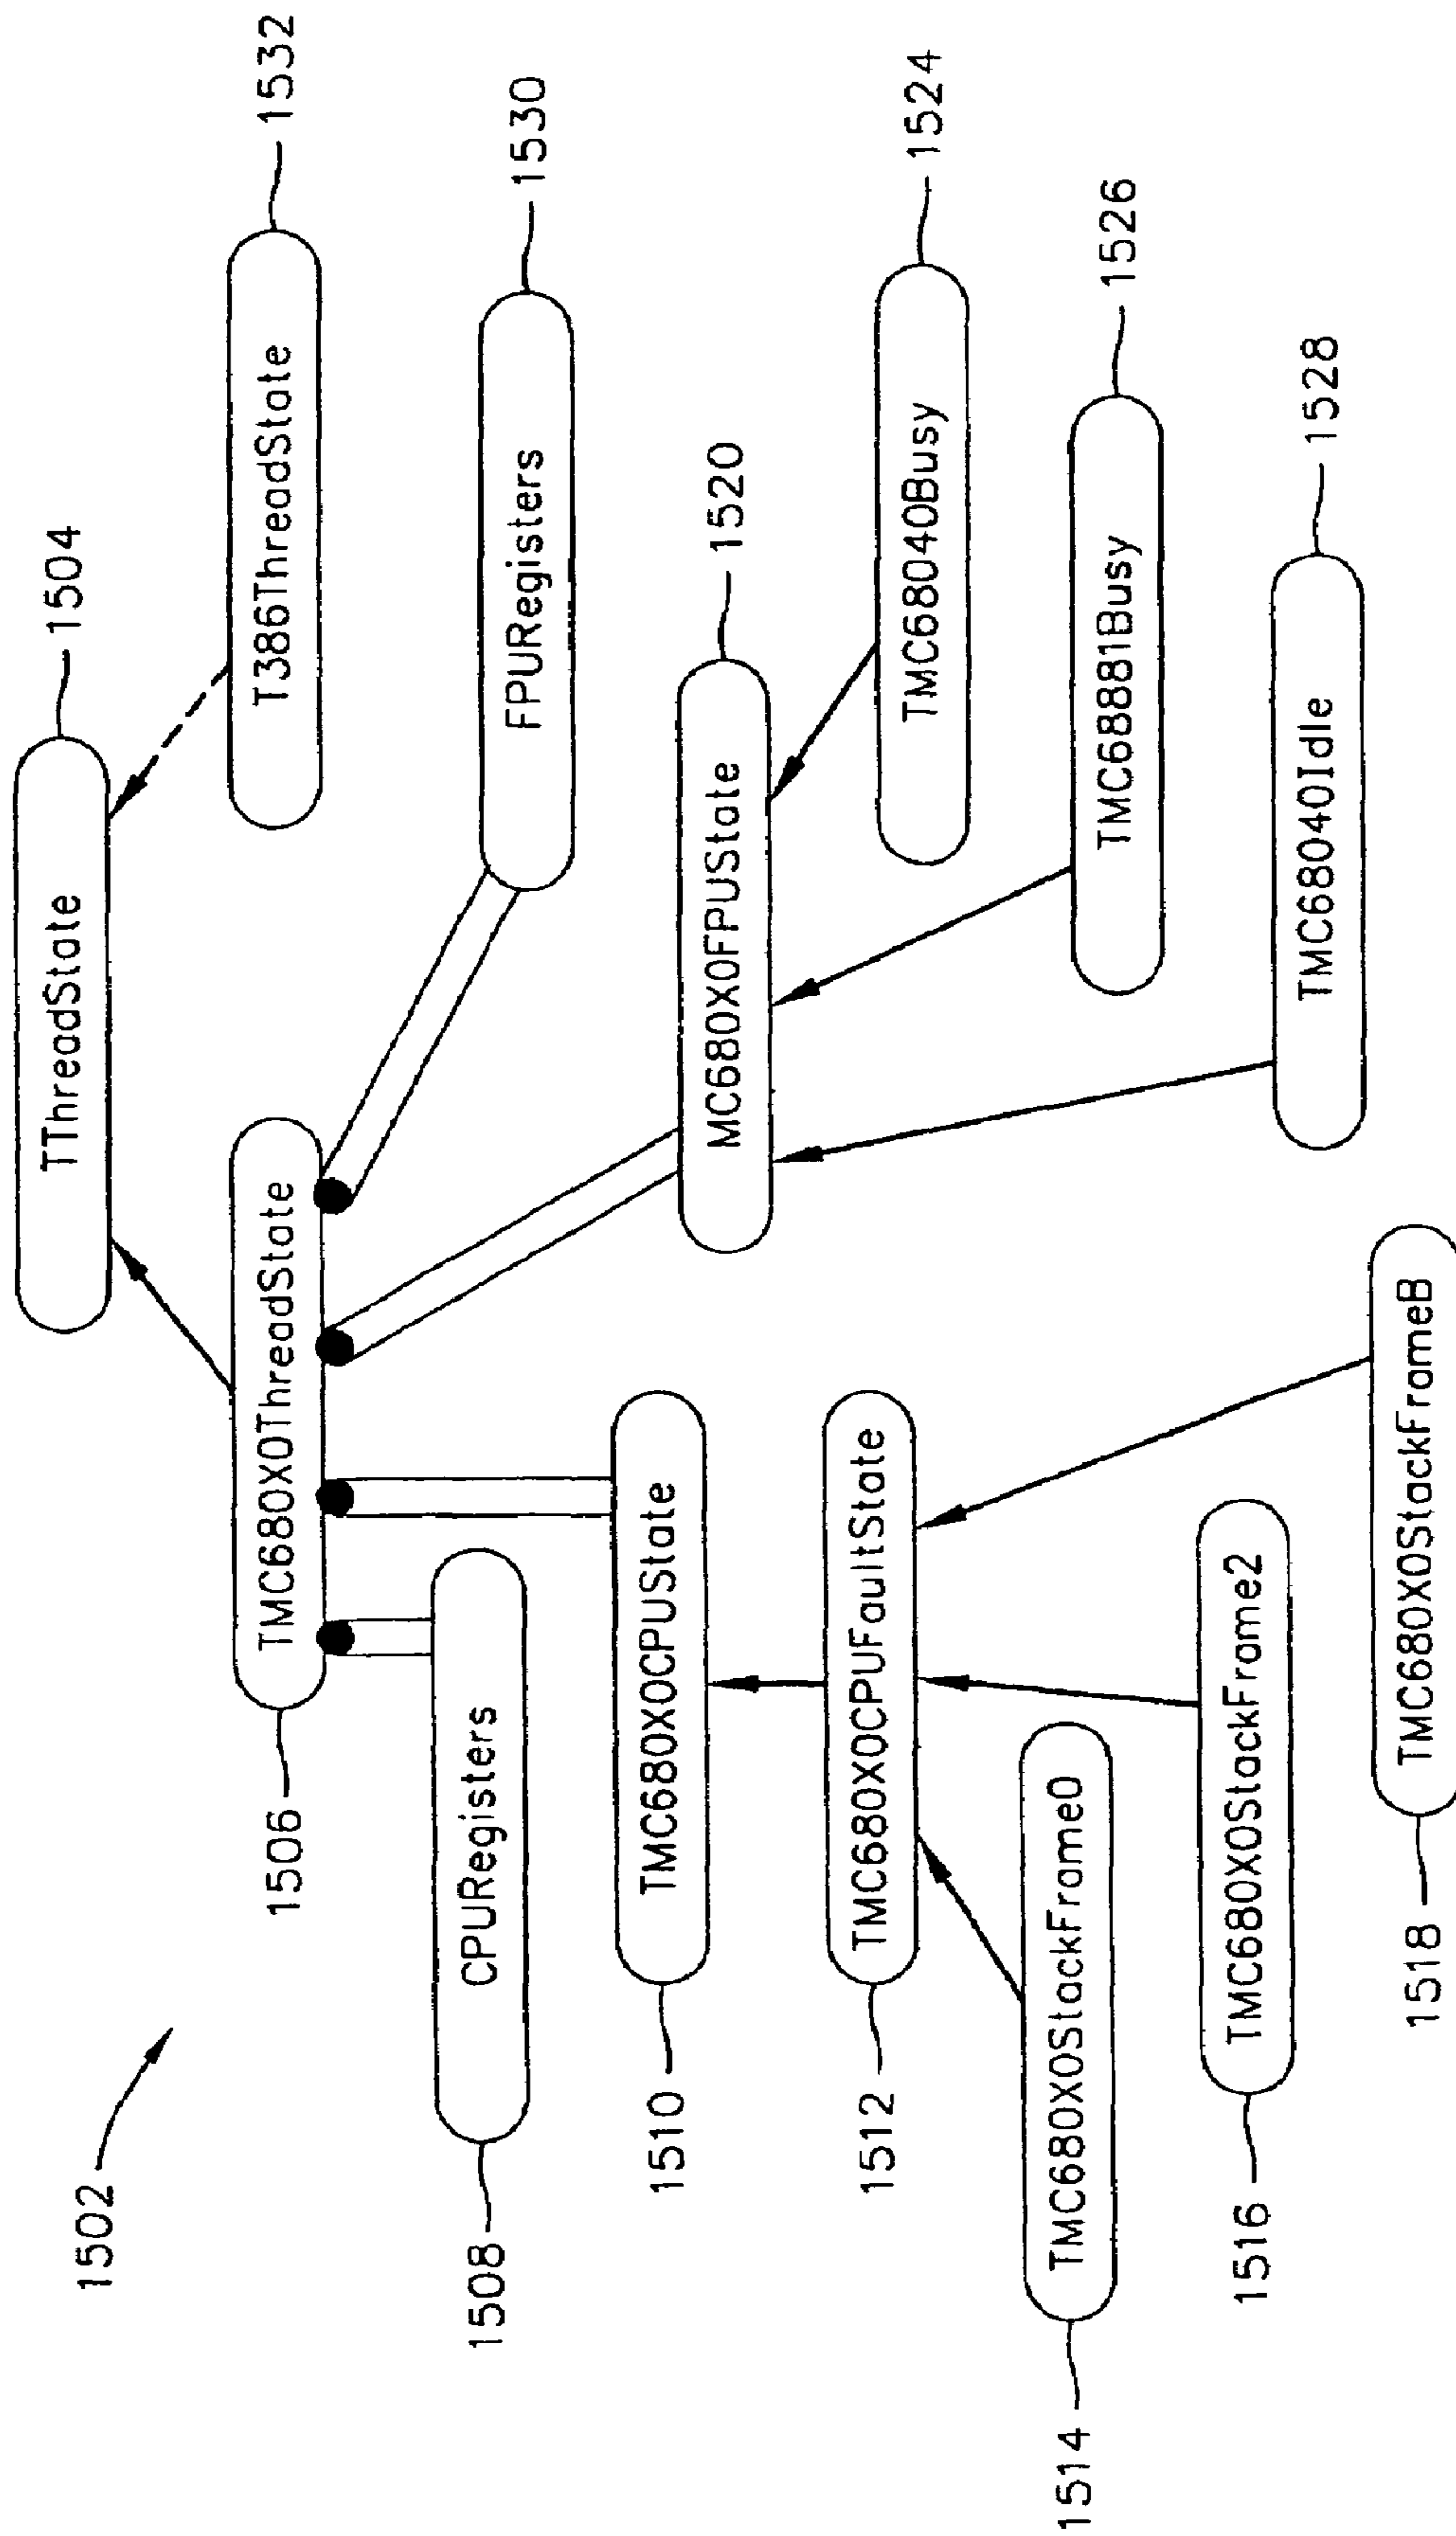 1502
TThreadState
1504
1506
TMC680X0ThreadState
T386ThreadState
1532
1508
CPURegisters
FPURegisters
1530
1510
TMC680X0CPUState
MC680X0FPUState
1520
1512
TMC680X0CPUFaultState
TMC68040Busy
1524
1514
TMC680X0StackFrame0
TMC68881Busy
1526
1516
TMC680X0StackFrame2
TMC68040Idle
1528
1518
TMC680X0StackFrameB